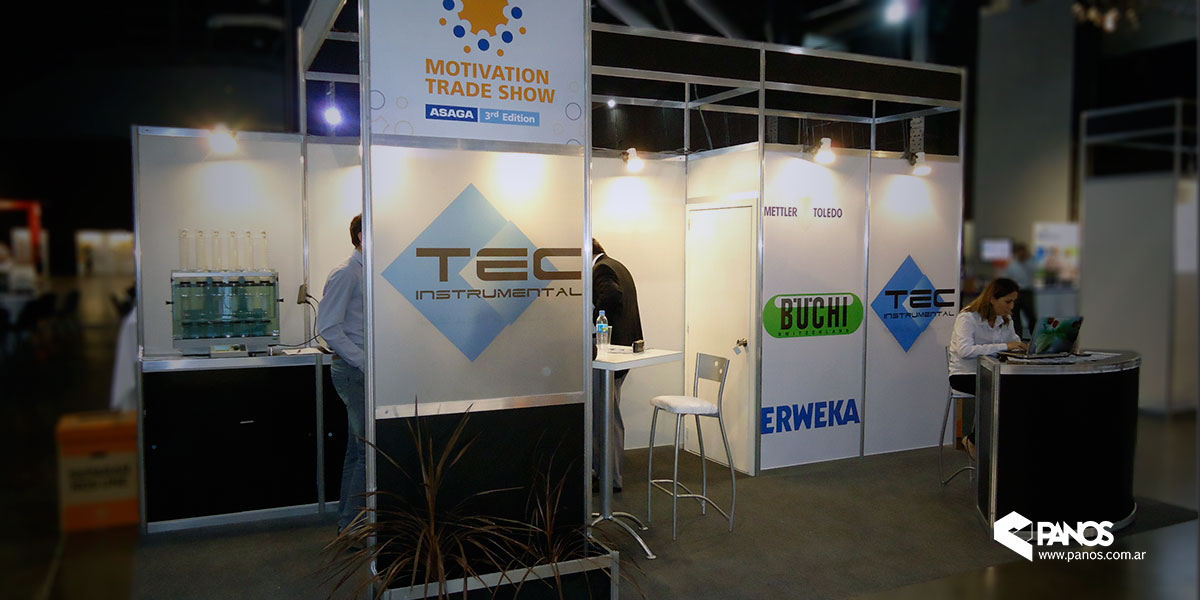 MOTIVATION
TRADE SHOW
ASAGA 3rd Edition
TEC
INSTRUMENTAL
METTLER TOLEDO
BÜCHI
SWITZERLAND
ERWEKA
TEC
INSTRUMENTAL
PANOS
www.panos.com.ar